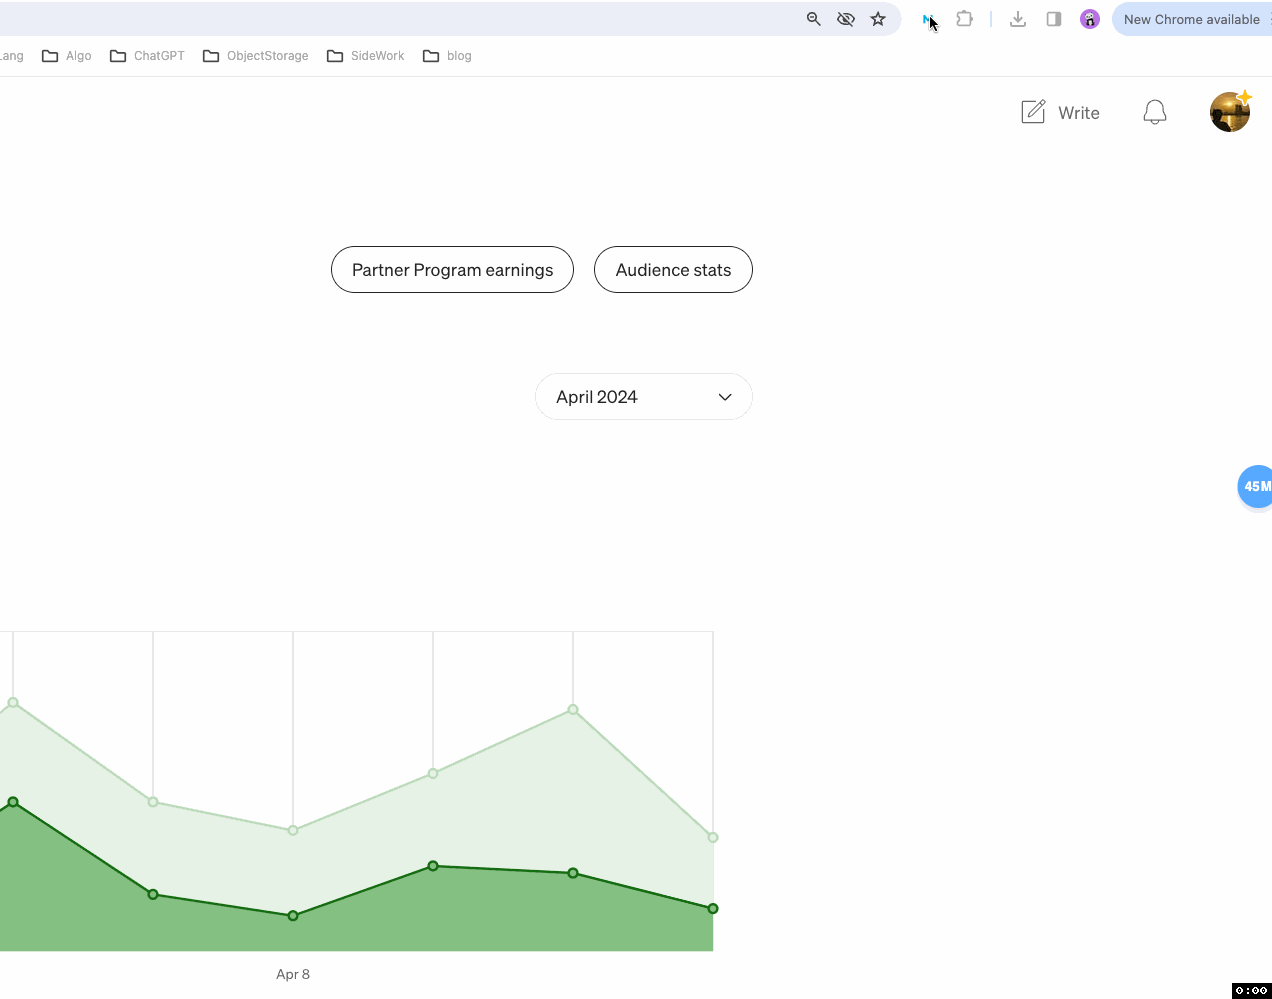 New Chrome available
Lang
Algo
ChatGPT
ObjectStorage
SideWork
blog
Write
Partner Program earnings
Audience stats
April 2024
45M
Apr 8
0:00